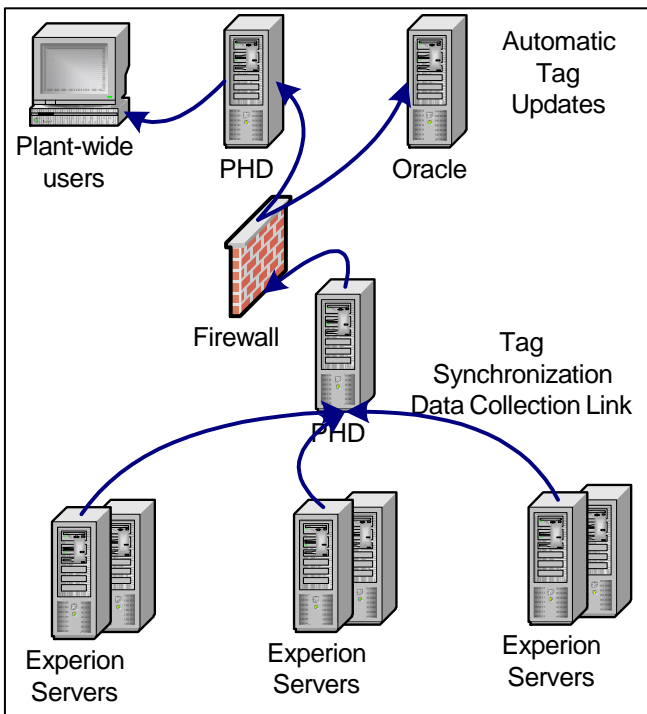 Automatic
Tag
Updates
Plant-wide
users
PHD
Oracle
Firewall
Tag
Synchronization
Data Collection Link
PHD
Experion
Servers
Experion
Servers
Experion
Servers